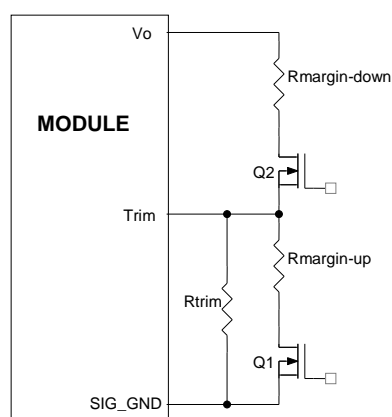 Vo
Rmargin-down
MODULE
Q2
Trim
Rmargin-up
Rtrim
Q1
SIG_GND